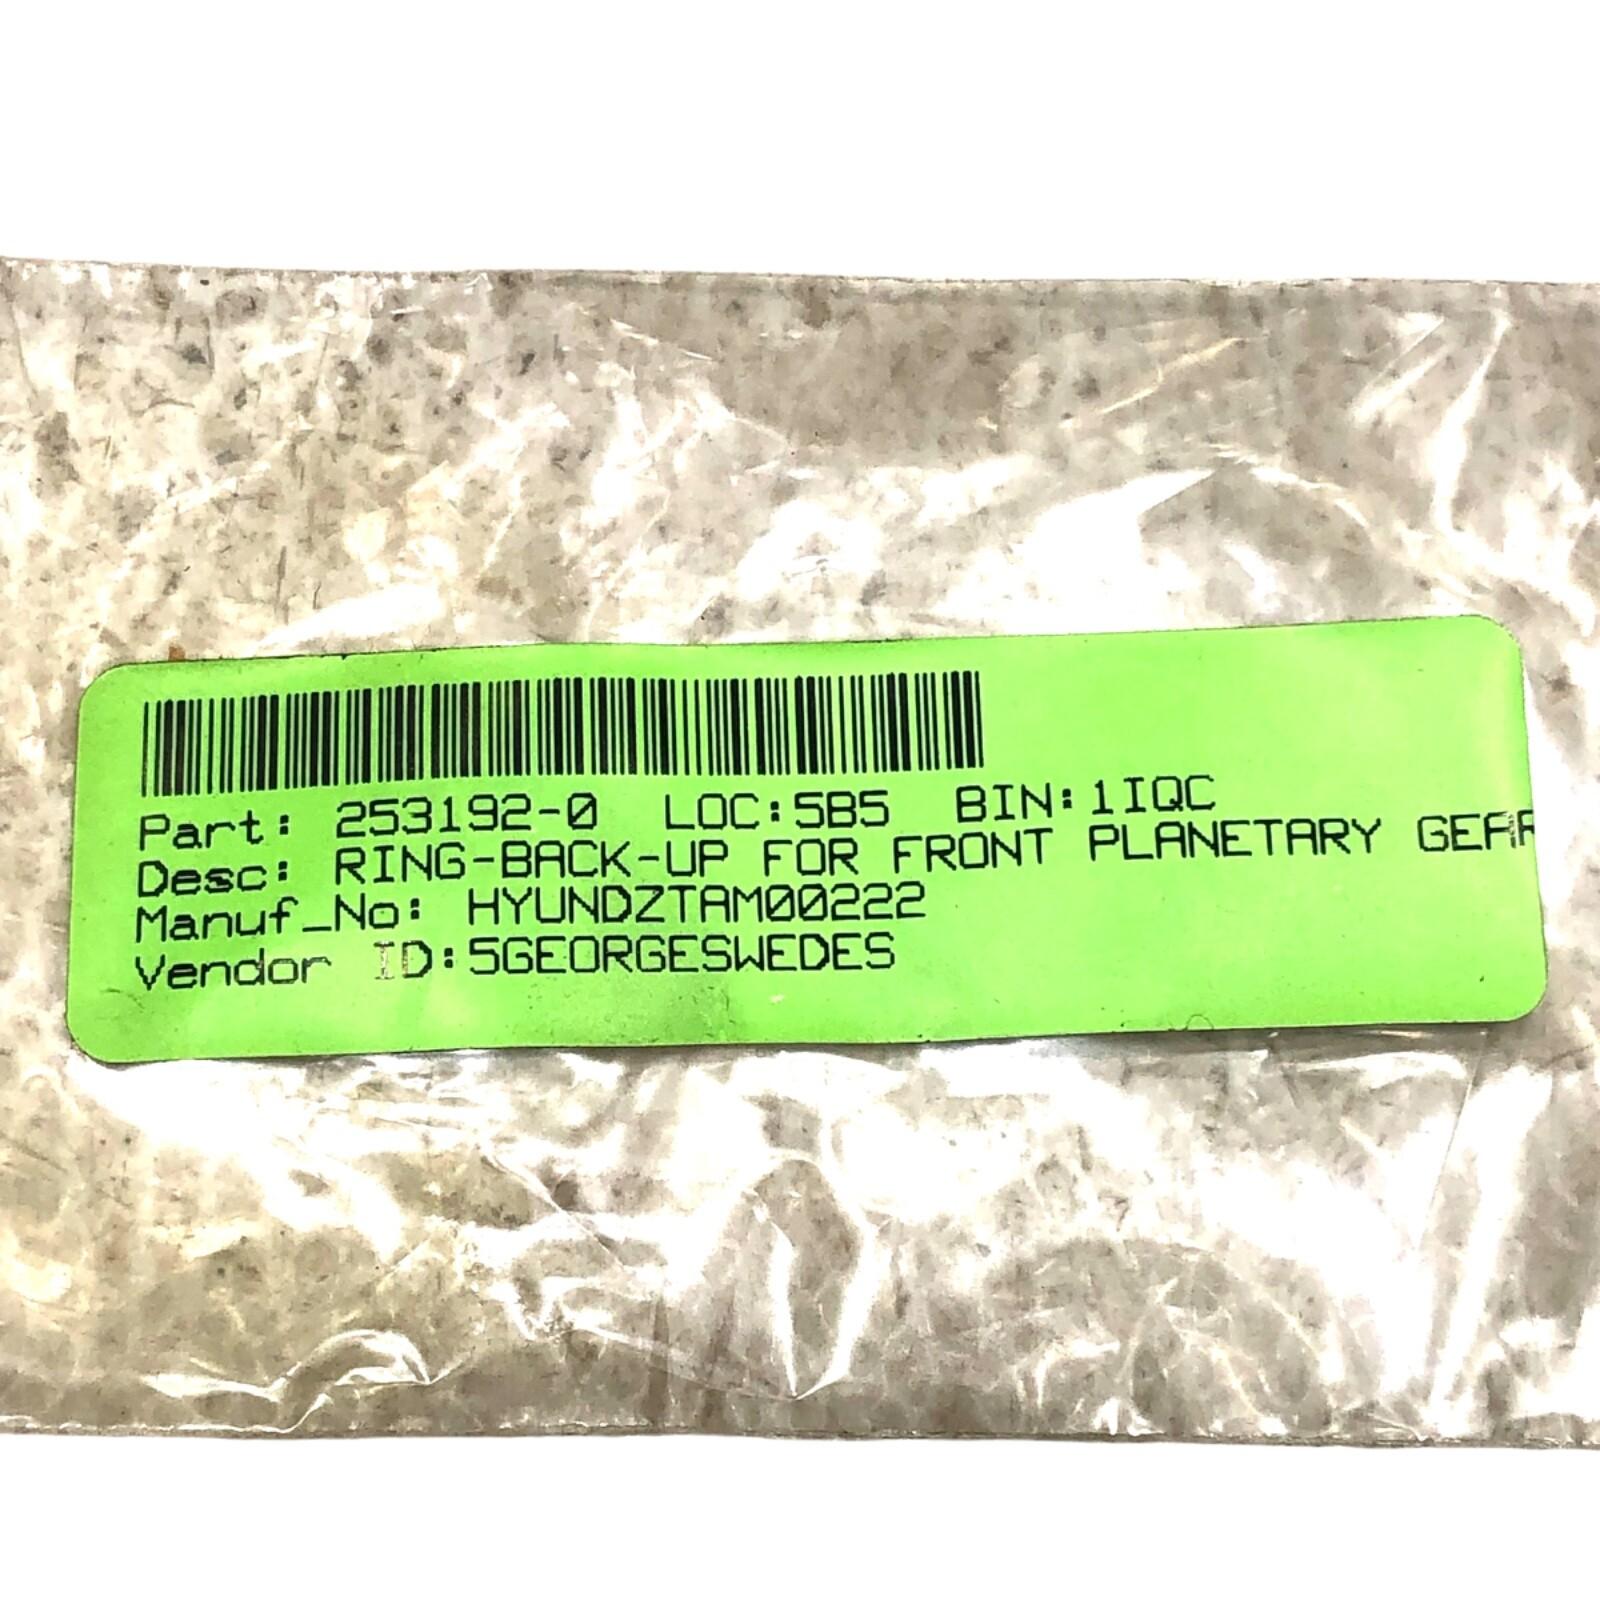 Part: 253192-0 LOC:5B5 BIN:1IQC
Desc: RING-BACK-UP FOR FRONT PLANETARY GEAR
Manuf_No: HYUNDZTAM00222
Vendor ID:5GEORGESWEDES